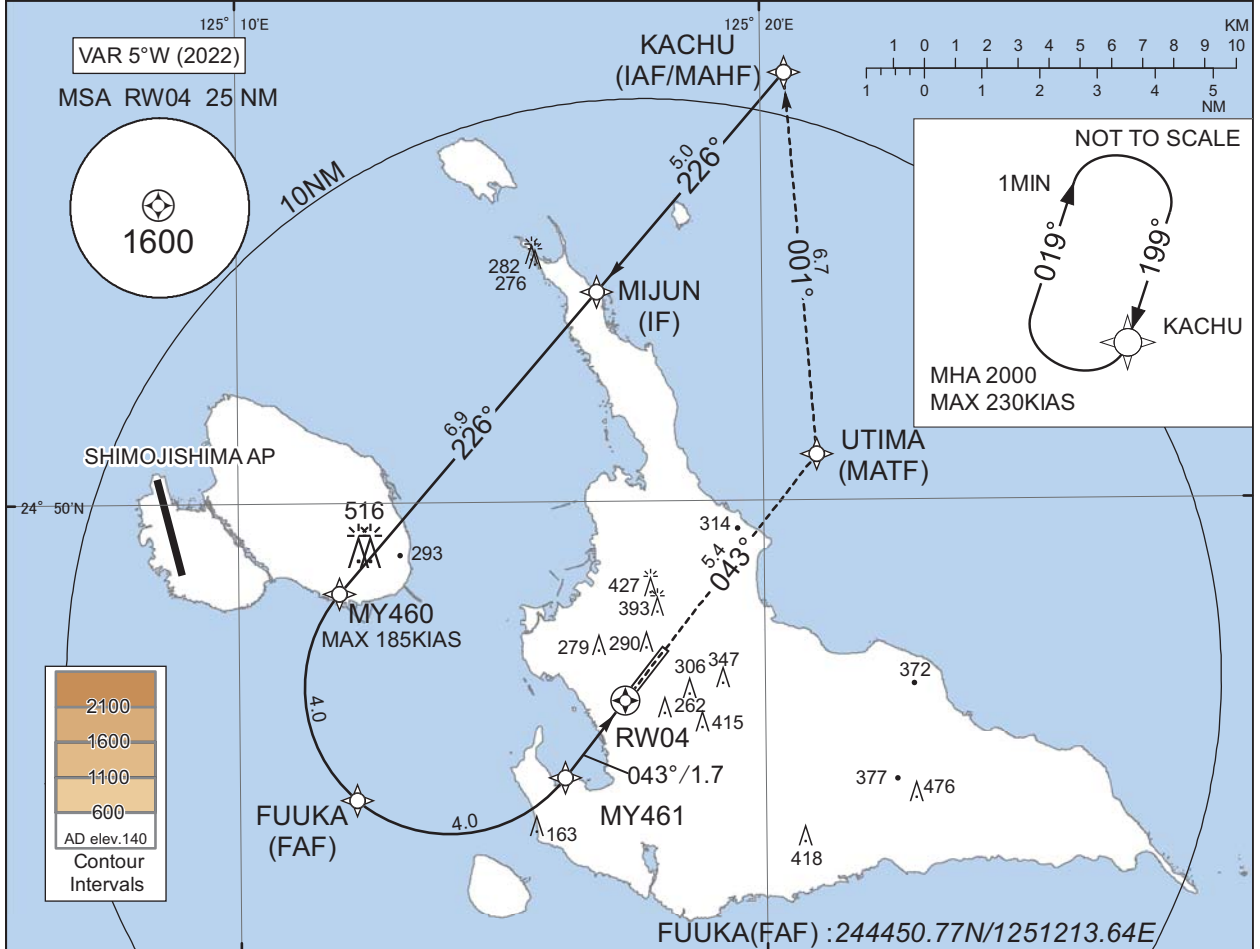 125° 10'E
125° 20'E
VAR 5°W (2022)
MSA RW04 25 NM
1600
10NM
KACHU
(IAF/MAHF)
KM
1 0 1 2 3 4 5 6 7 8 9 10
1 0 1 2 3 4 5
NM
NOT TO SCALE
1MIN
019°
199°
KACHU
MHA 2000
MAX 230KIAS
5.0
226°
6.7
001°
282
276
MIJUN
(IF)
6.9
226°
UTIMA
(MATF)
SHIMOJISHIMA AP
24° 50'N
516
293
314
5.4
043°
MY460
MAX 185KIAS
427
393
279
290
306
347
262
415
372
RW04
043°/1.7
MY461
377
476
4.0
FUUKA
(FAF)
4.0
163
418
2100
1600
1100
600
AD elev.140
Contour
Intervals
FUUKA(FAF) :244450.77N/1251213.64E